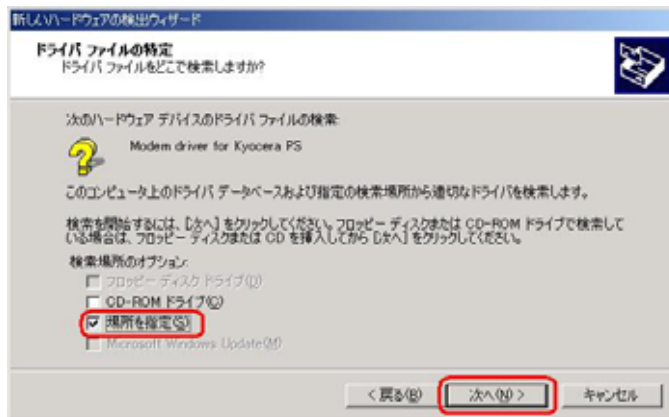 新しいハードウェアの検出ウィザード
ドライバ ファイルの特定
ドライバ ファイルをどこで検索しますか?
次のハードウェア デバイスのドライバ ファイルの検索:
Modem driver for Kyocera PS
このコンピュータ上のドライバ データベースおよび指定の検索場所から適切なドライバを検索します。
検索を開始するには、[次へ] をクリックしてください。フロッピー ディスクまたは CD-ROM ドライブで検索して
いる場合は、フロッピー ディスクまたは CD を挿入してから [次へ] をクリックしてください。
検索場所のオプション:
フロッピー ディスク ドライブ(D)
CD-ROM ドライブ(C)
場所を指定(S)
Microsoft Windows Update(M)
< 戻る(B) 次へ(N) > キャンセル